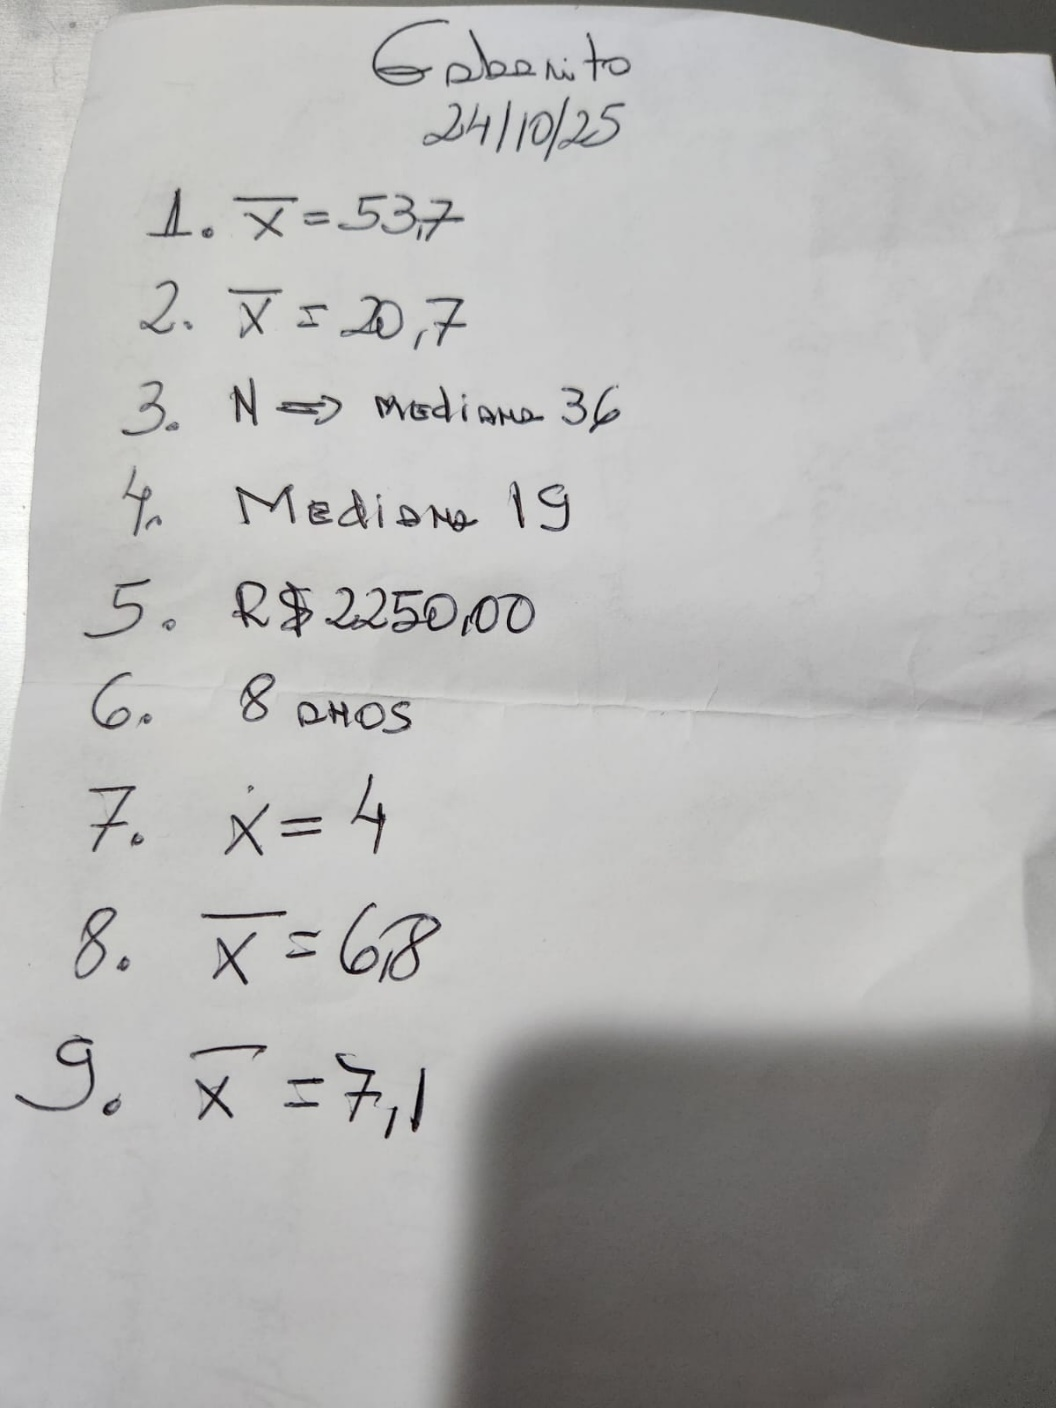 Gabarito
24/10/25
1. x̅ = 53,7
2. x̅ = 20,7
3. N => Mediana 36
4. Mediana 19
5. R$ 2250,00
6. 8 anos
7. ẋ = 4
8. x̅ = 6,8
9. x̅ = 7,1